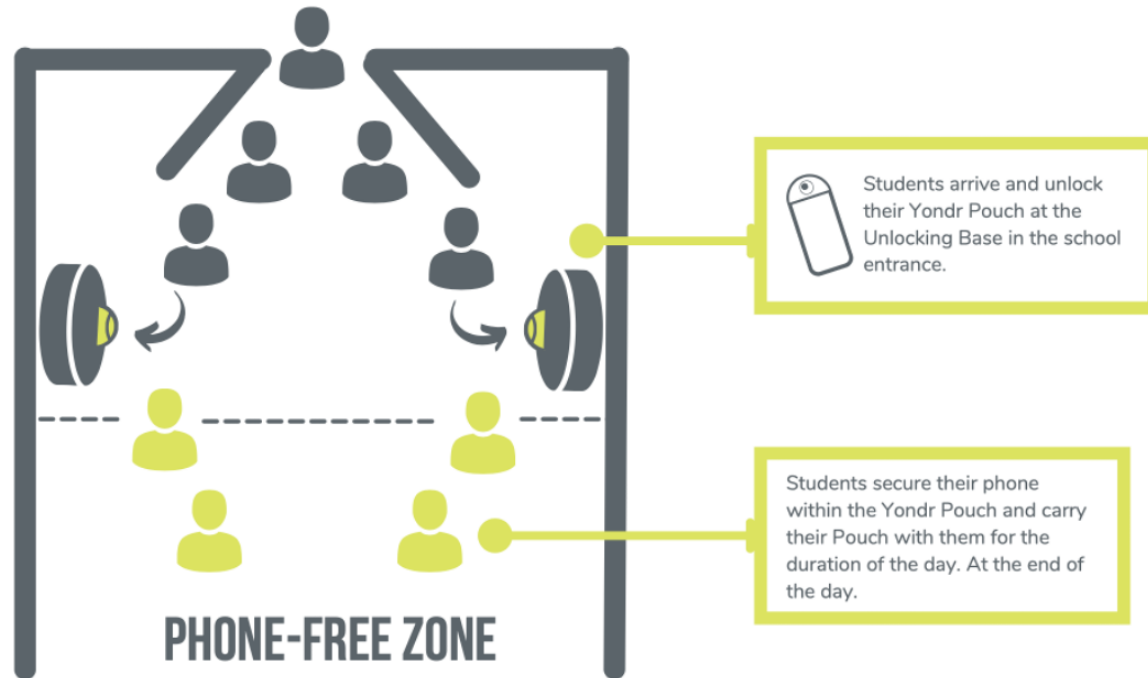 Students arrive and unlock
their Yondr Pouch at the
Unlocking Base in the school
entrance.
Students secure their phone
within the Yondr Pouch and carry
their Pouch with them for the
duration of the day. At the end of
the day.
PHONE-FREE ZONE